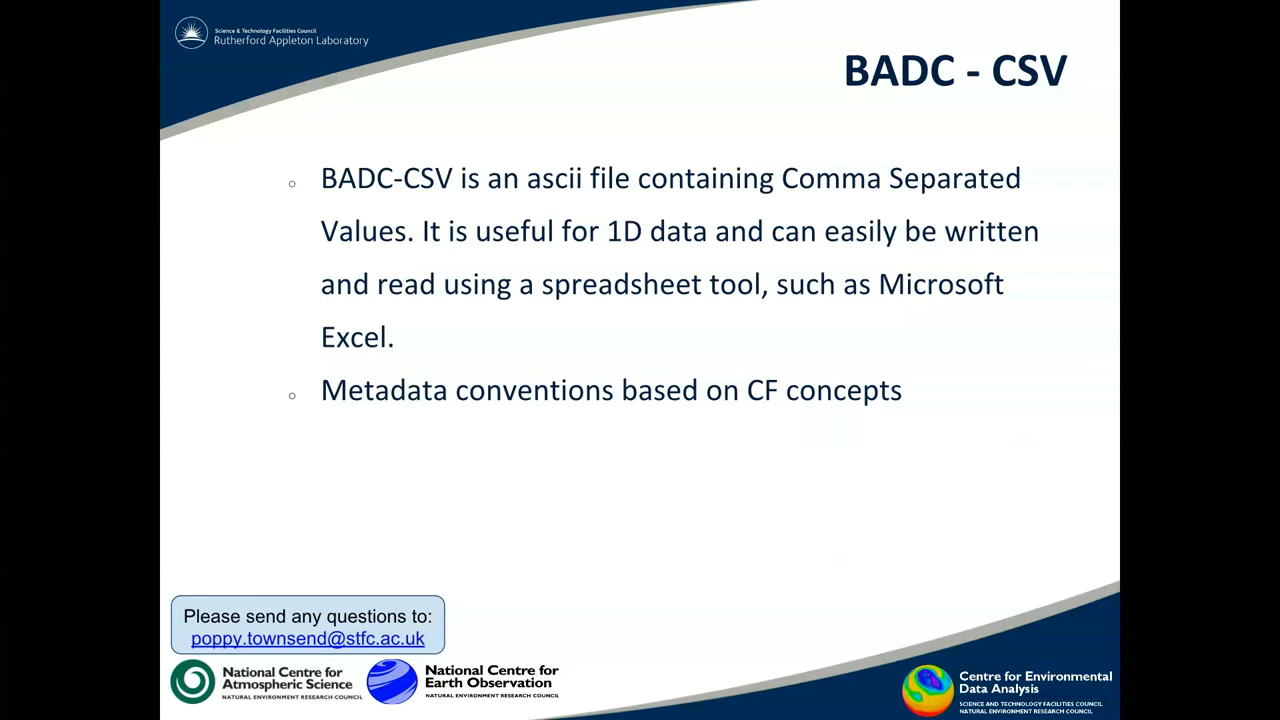 Science & Technology Facilities Council
Rutherford Appleton Laboratory
BADC - CSV
BADC-CSV is an ascii file containing Comma Separated
Values. It is useful for 1D data and can easily be written
and read using a spreadsheet tool, such as Microsoft
Excel.
Metadata conventions based on CF concepts
Please send any questions to:
poppy.townsend@stfc.ac.uk
National Centre for
Atmospheric Science
NATURAL ENVIRONMENT RESEARCH COUNCIL
National Centre for
Earth Observation
NATURAL ENVIRONMENT RESEARCH COUNCIL
Centre for Environmental
Data Analysis
SCIENCE AND TECHNOLOGY FACILITIES COUNCIL
NATURAL ENVIRONMENT RESEARCH COUNCIL